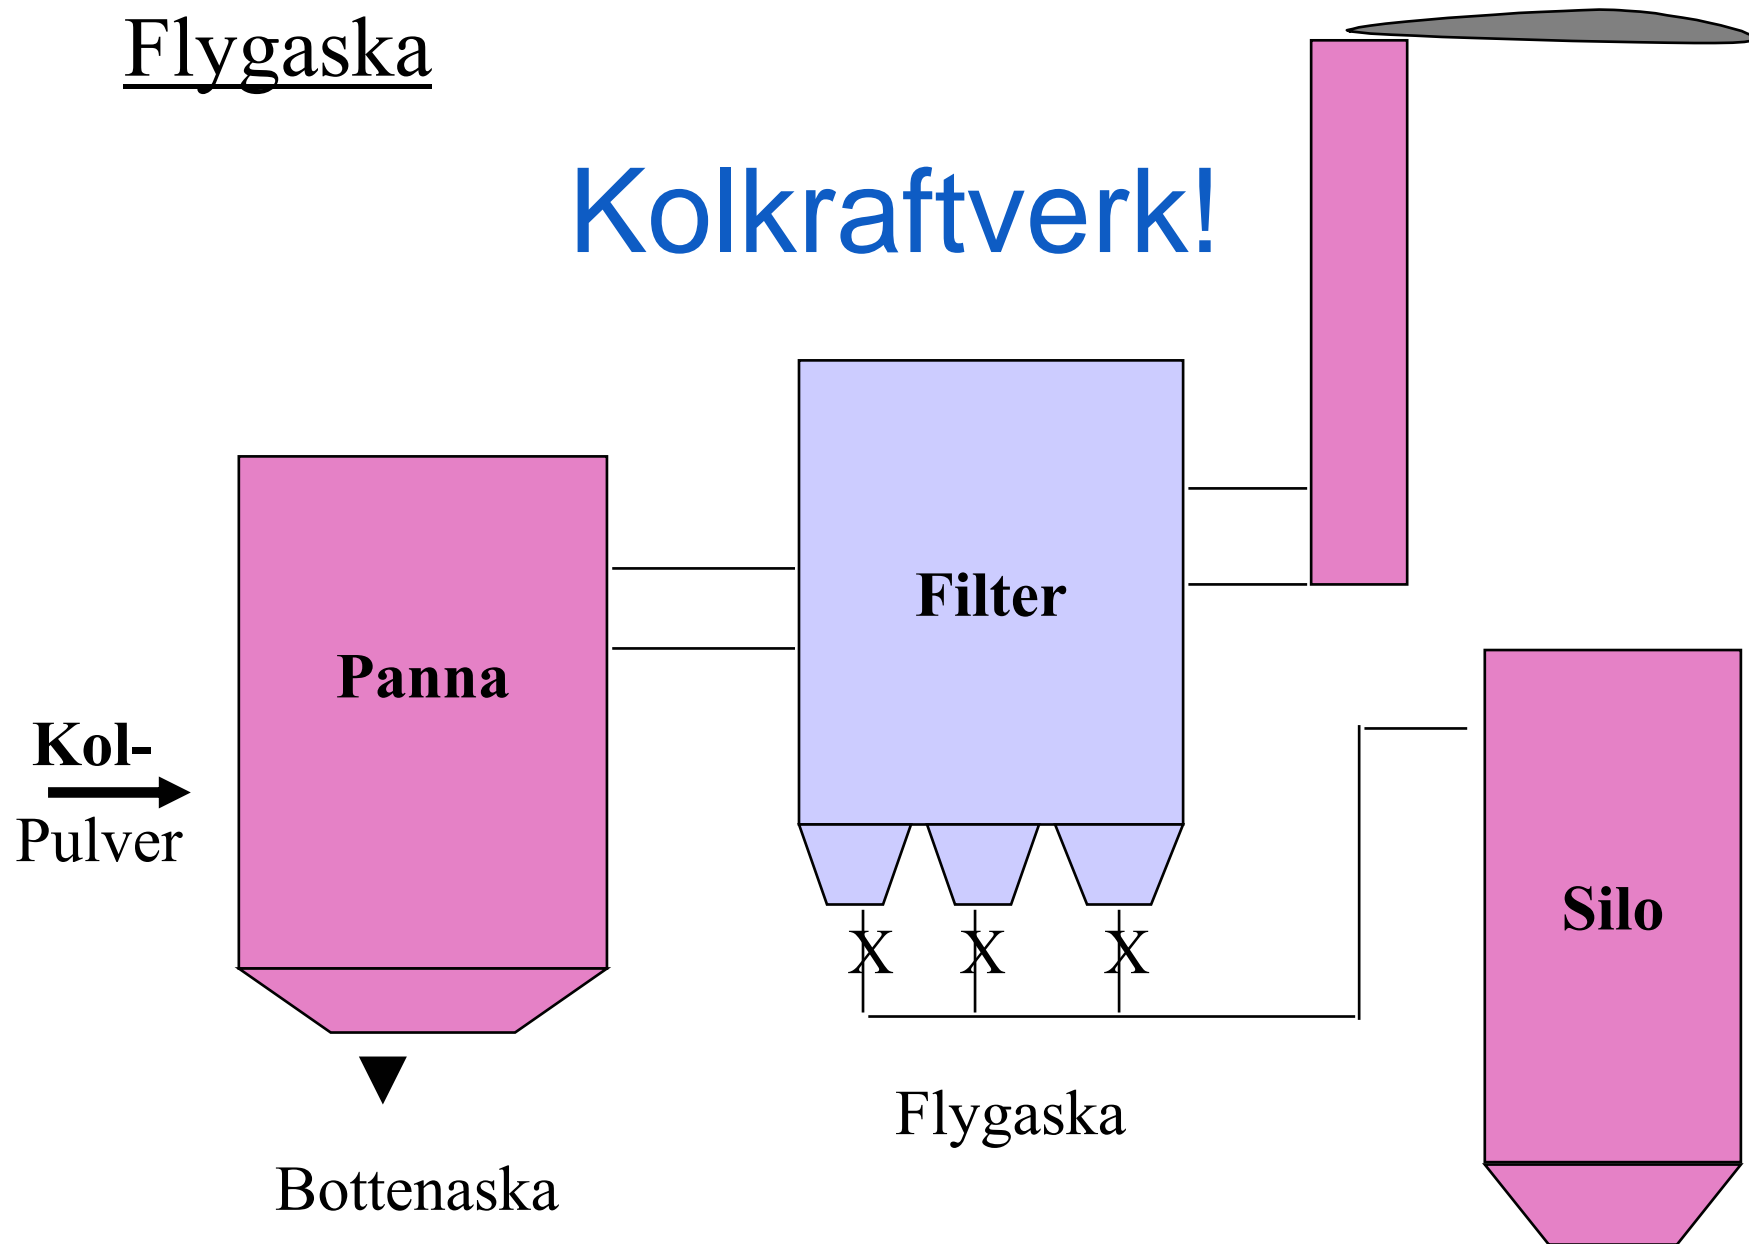 Flygaska
Kolkraftverk!
Filter
Panna
Kol-
Pulver
Silo
X X X
Flygaska
Bottenaska